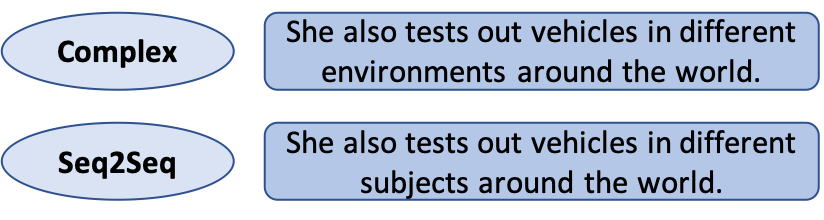 Complex
She also tests out vehicles in different
environments around the world.
Seq2Seq
She also tests out vehicles in different
subjects around the world.